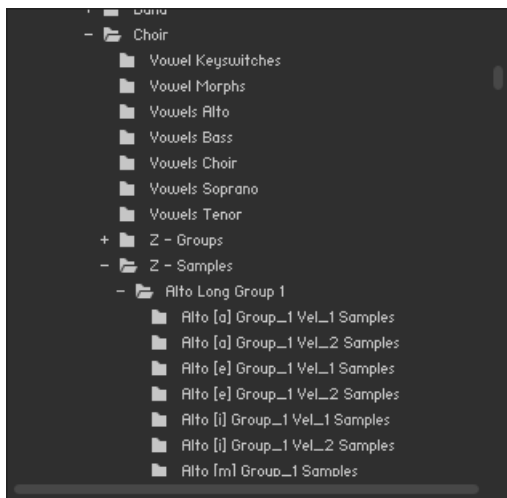 Band
Choir
Vowel Keyswitches
Vowel Morphs
Vowels Alto
Vowels Bass
Vowels Choir
Vowels Soprano
Vowels Tenor
Z - Groups
Z - Samples
Alto Long Group 1
Alto [a] Group_1 Vel_1 Samples
Alto [a] Group_1 Vel_2 Samples
Alto [e] Group_1 Vel_1 Samples
Alto [e] Group_1 Vel_2 Samples
Alto [i] Group_1 Vel_1 Samples
Alto [i] Group_1 Vel_2 Samples
Alto [m] Group_1 Samples